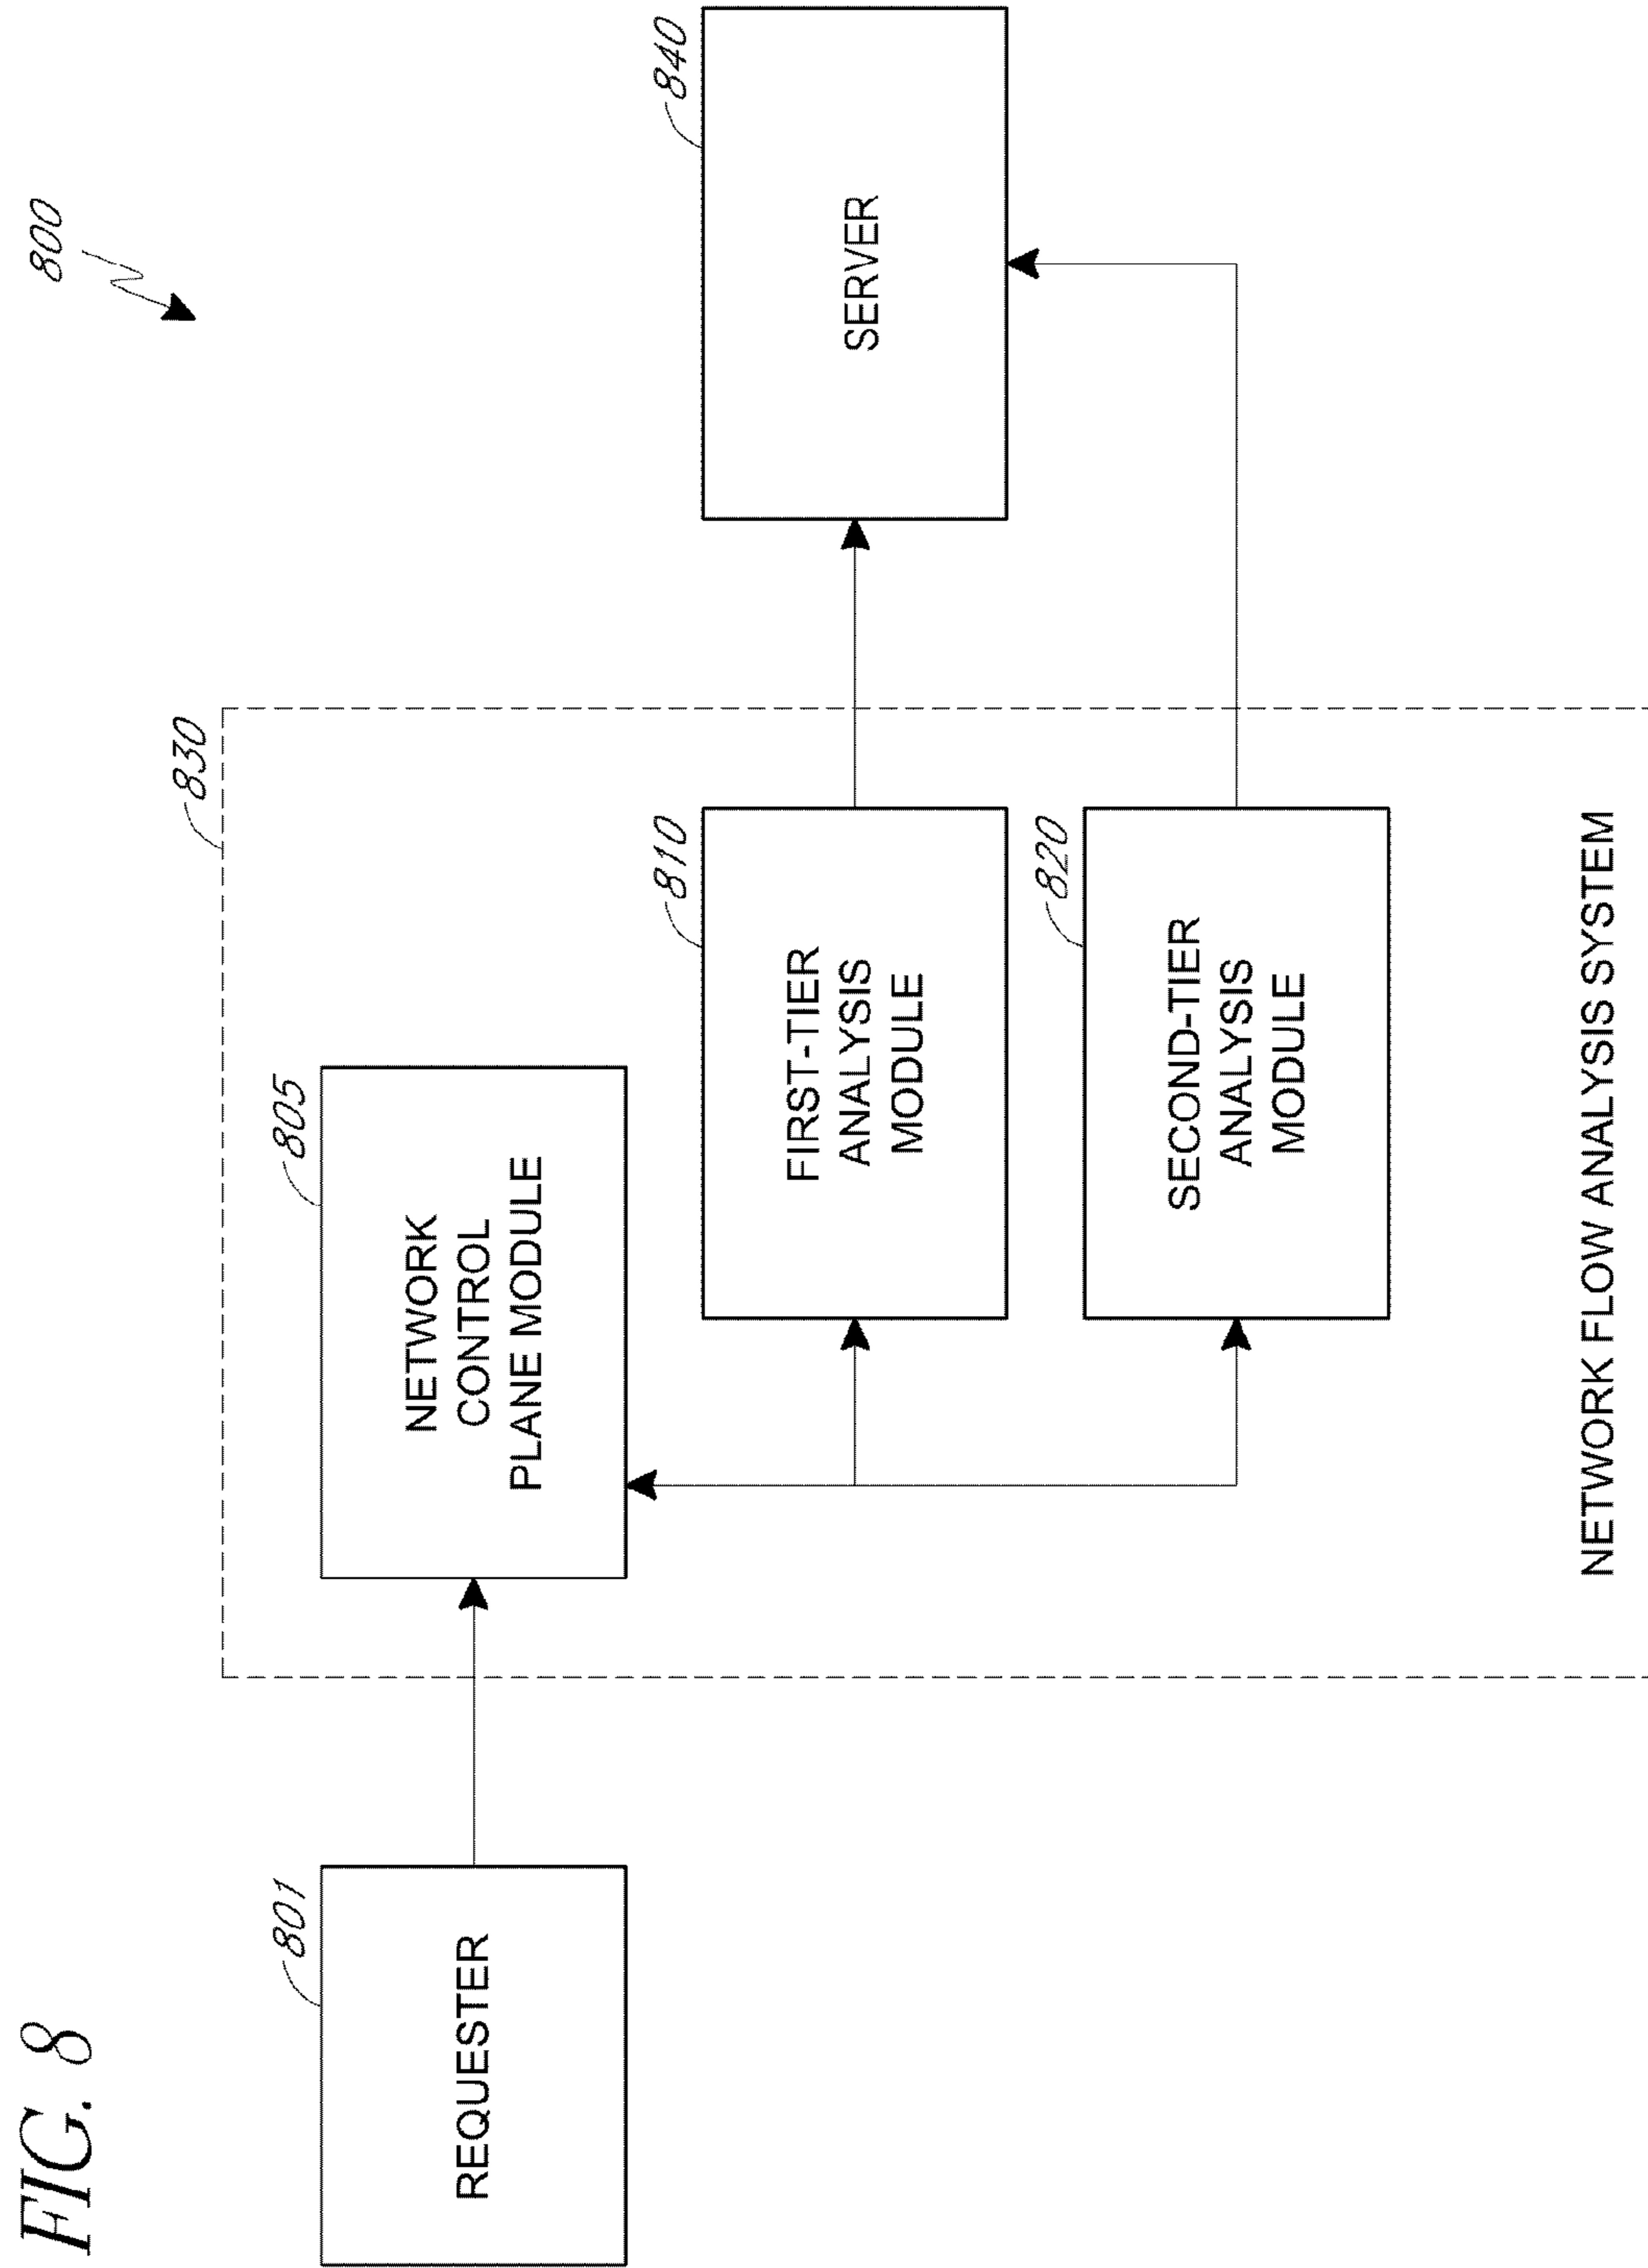 FIG. 8
800
801
REQUESTER
805
NETWORK
CONTROL
PLANE MODULE
830
810
FIRST-TIER
ANALYSIS
MODULE
820
SECOND-TIER
ANALYSIS
MODULE
840
SERVER
NETWORK FLOW ANALYSIS SYSTEM